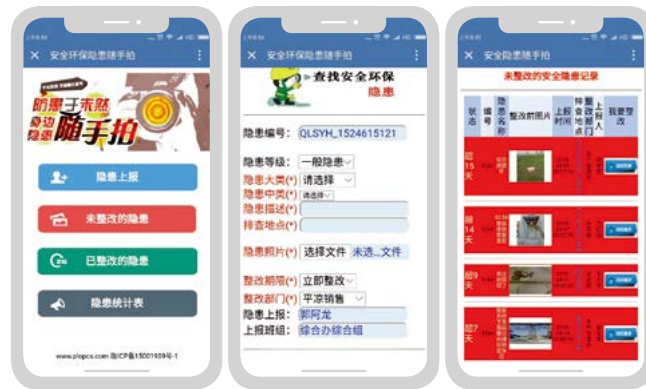 安全环保隐患随手拍
防患于未然
身边
隐患
随手拍
隐患上报
未整改的隐患
已整改的隐患
隐患统计表
安全环保隐患随手拍
查找安全环保
隐患
隐患编号: QLSYH_1524615121
隐患等级: 一般隐患
隐患大类(*) 请选择
隐患中类(*) 请选择
隐患描述(*)
排查地点(*)
隐患照片(*) 选择文件 未选...文件
整改期限(*) 立即整改
整改部门(*) 平凉销售
隐患上报: 郭阿龙
上报班组: 综合办综合组
安全隐患随手拍
未整改的安全隐患记录
状态 编号 隐患名称 整改前图片 上报时间 排查地点 整改部门 上报人 我要整改
超15天
超14天
超9天
超7天